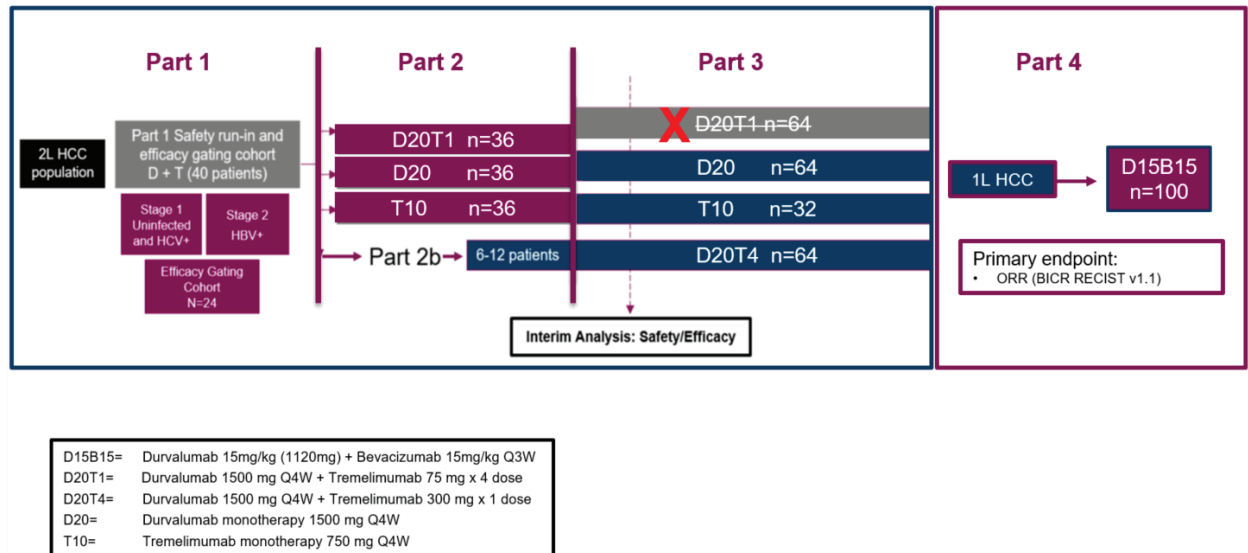 Part 1
Part 2
Part 3
Part 4
2L HCC
population
Part 1 Safety run-in and
efficacy gating cohort
D + T (40 patients)
Stage 1
Uninfected
and HCV+
Stage 2
HBV+
Efficacy Gating
Cohort
N=24
D20T1 n=36
D20 n=36
T10 n=36
Part 2b
6-12 patients
X D20T1 n=64
D20 n=64
T10 n=32
D20T4 n=64
Interim Analysis: Safety/Efficacy
1L HCC
D15B15
n=100
Primary endpoint:
• ORR (BICR RECIST v1.1)
D15B15= Durvalumab 15mg/kg (1120mg) + Bevacizumab 15mg/kg Q3W
D20T1= Durvalumab 1500 mg Q4W + Tremelimumab 75 mg x 4 dose
D20T4= Durvalumab 1500 mg Q4W + Tremelimumab 300 mg x 1 dose
D20= Durvalumab monotherapy 1500 mg Q4W
T10= Tremelimumab monotherapy 750 mg Q4W